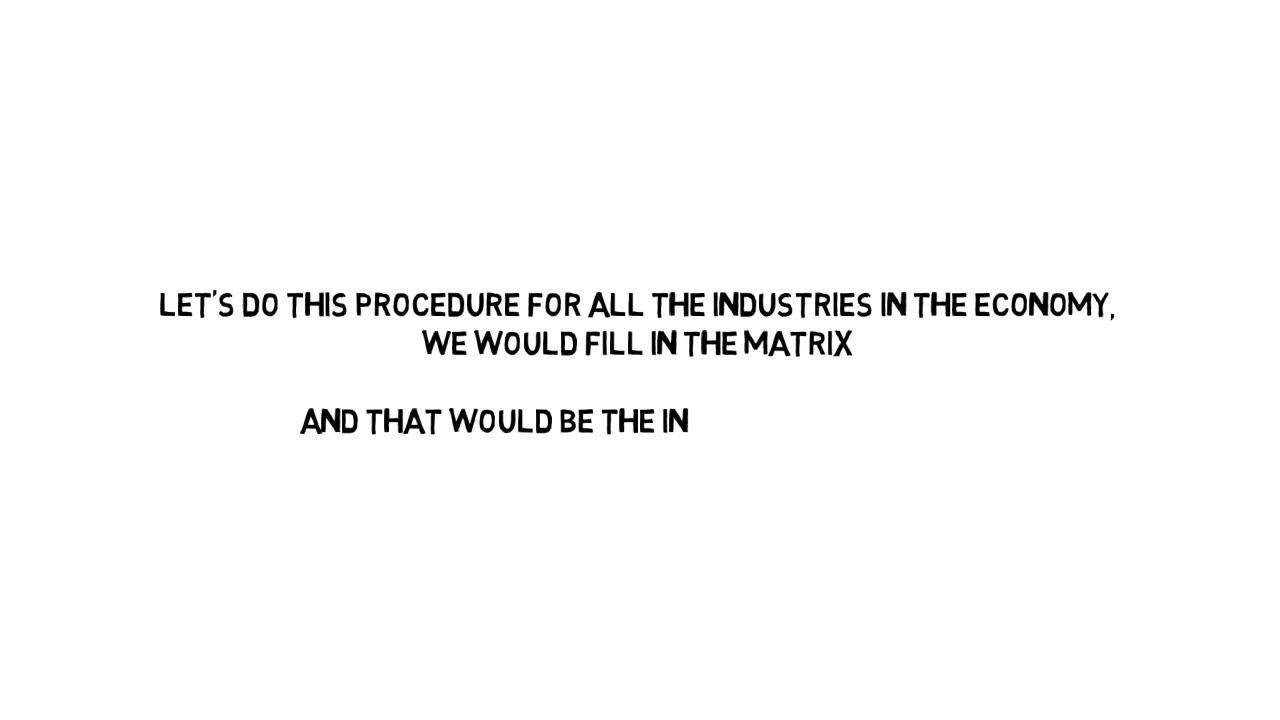 LET'S DO THIS PROCEDURE FOR ALL THE INDUSTRIES IN THE ECONOMY,
WE WOULD FILL IN THE MATRIX
AND THAT WOULD BE THE IN